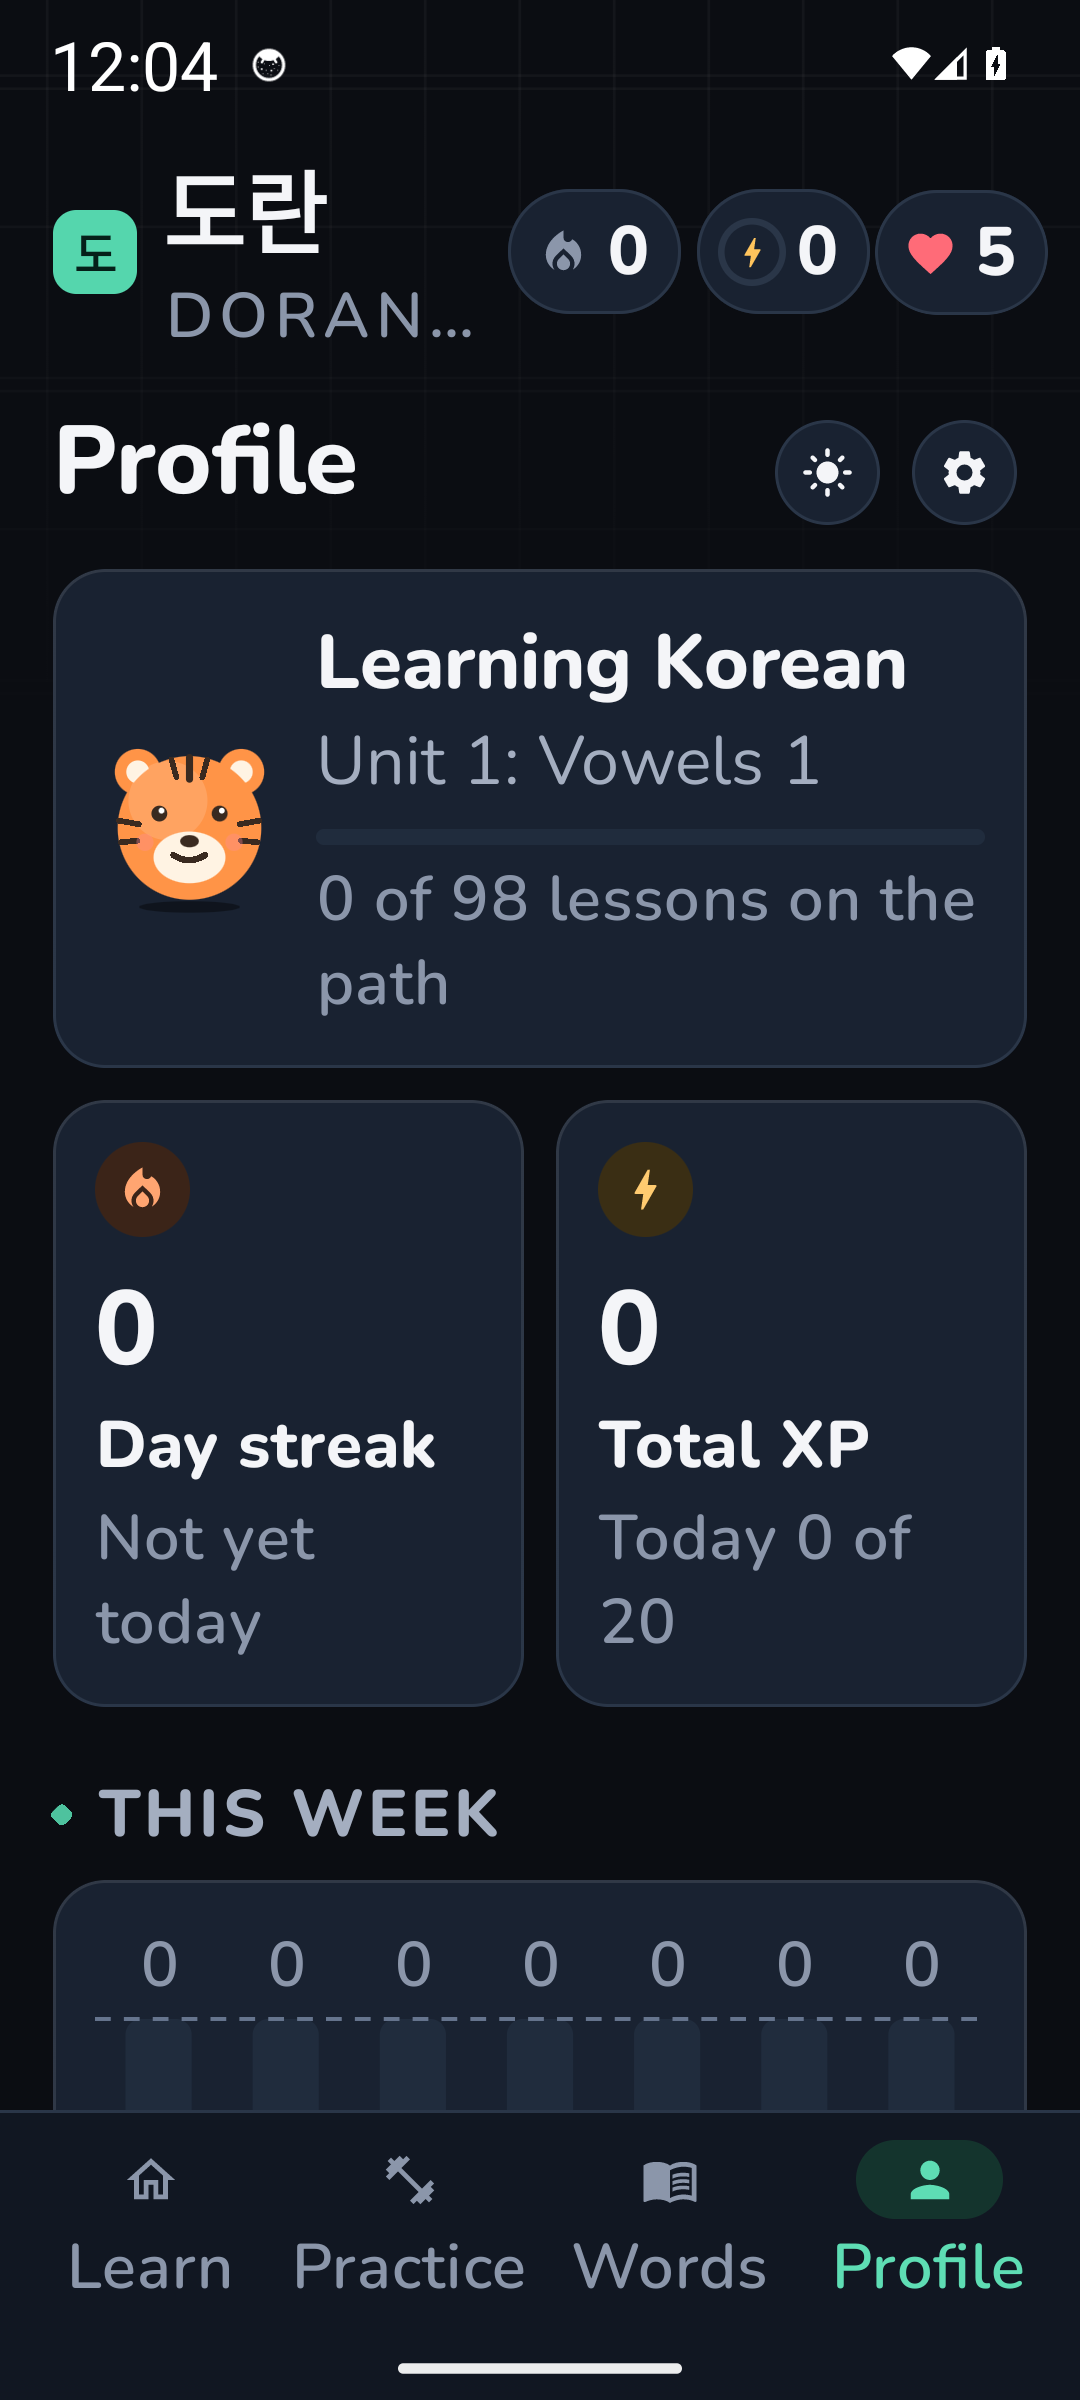 12:04
도
도란
DORAN...
0
0
5
Profile
Learning Korean
Unit 1: Vowels 1
0 of 98 lessons on the
path
0
Day streak
Not yet
today
0
Total XP
Today 0 of
20
THIS WEEK
0 0 0 0 0 0 0
Learn
Practice
Words
Profile